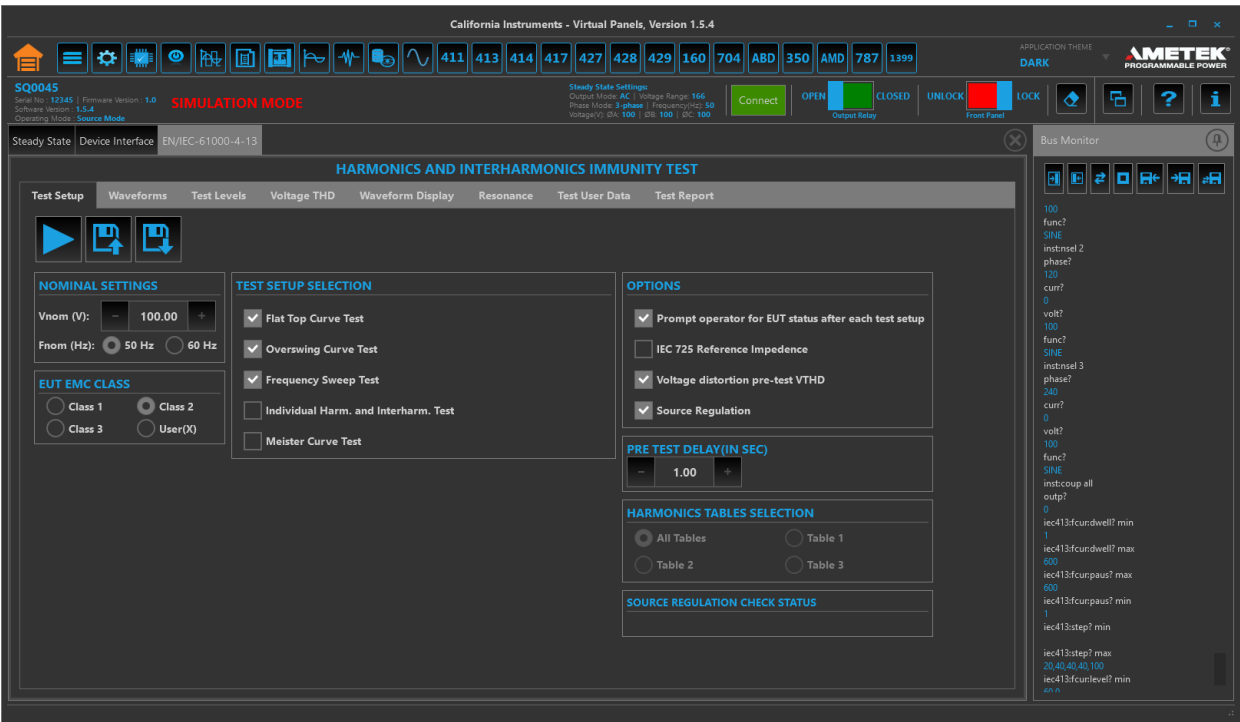 California Instruments - Virtual Panels, Version 1.5.4
411 413 414 417 427 428 429 160 704 ABD 350 AMD 787 1399
APPLICATION THEME
DARK
AMETEK
PROGRAMMABLE POWER
SQ0045
Serial No : 12345 | Firmware Version : 1.0
Software Version : 1.5.4
Operating Mode : Source Mode
SIMULATION MODE
Steady State Settings:
Output Mode: AC | Voltage Range: 166
Phase Mode: 3-phase | Frequency(Hz): 50
Voltage(V): ØA: 100 | ØB: 100 | ØC: 100
Connect
OPEN CLOSED
Output Relay
UNLOCK LOCK
Front Panel
Steady State Device Interface EN/IEC-61000-4-13
HARMONICS AND INTERHARMONICS IMMUNITY TEST
Test Setup Waveforms Test Levels Voltage THD Waveform Display Resonance Test User Data Test Report
NOMINAL SETTINGS
Vnom (V): - 100.00 +
Fnom (Hz): 50 Hz 60 Hz
EUT EMC CLASS
Class 1 Class 2
Class 3 User(X)
TEST SETUP SELECTION
Flat Top Curve Test
Overswing Curve Test
Frequency Sweep Test
Individual Harm. and Interharm. Test
Meister Curve Test
OPTIONS
Prompt operator for EUT status after each test setup
IEC 725 Reference Impedence
Voltage distortion pre-test VTHD
Source Regulation
PRE TEST DELAY(IN SEC)
- 1.00 +
HARMONICS TABLES SELECTION
All Tables Table 1
Table 2 Table 3
SOURCE REGULATION CHECK STATUS
Bus Monitor
100
func?
SINE
inst:nsel 2
phase?
120
curr?
0
volt?
100
func?
SINE
inst:nsel 3
phase?
240
curr?
0
volt?
100
func?
SINE
inst:coup all
outp?
0
iec413:fcur:dwell? min
1
iec413:fcur:dwell? max
600
iec413:fcur:paus? max
600
iec413:fcur:paus? min
1
iec413:step? min
iec413:step? max
20,40,40,40,100
iec413:fcur:level? min
60.0